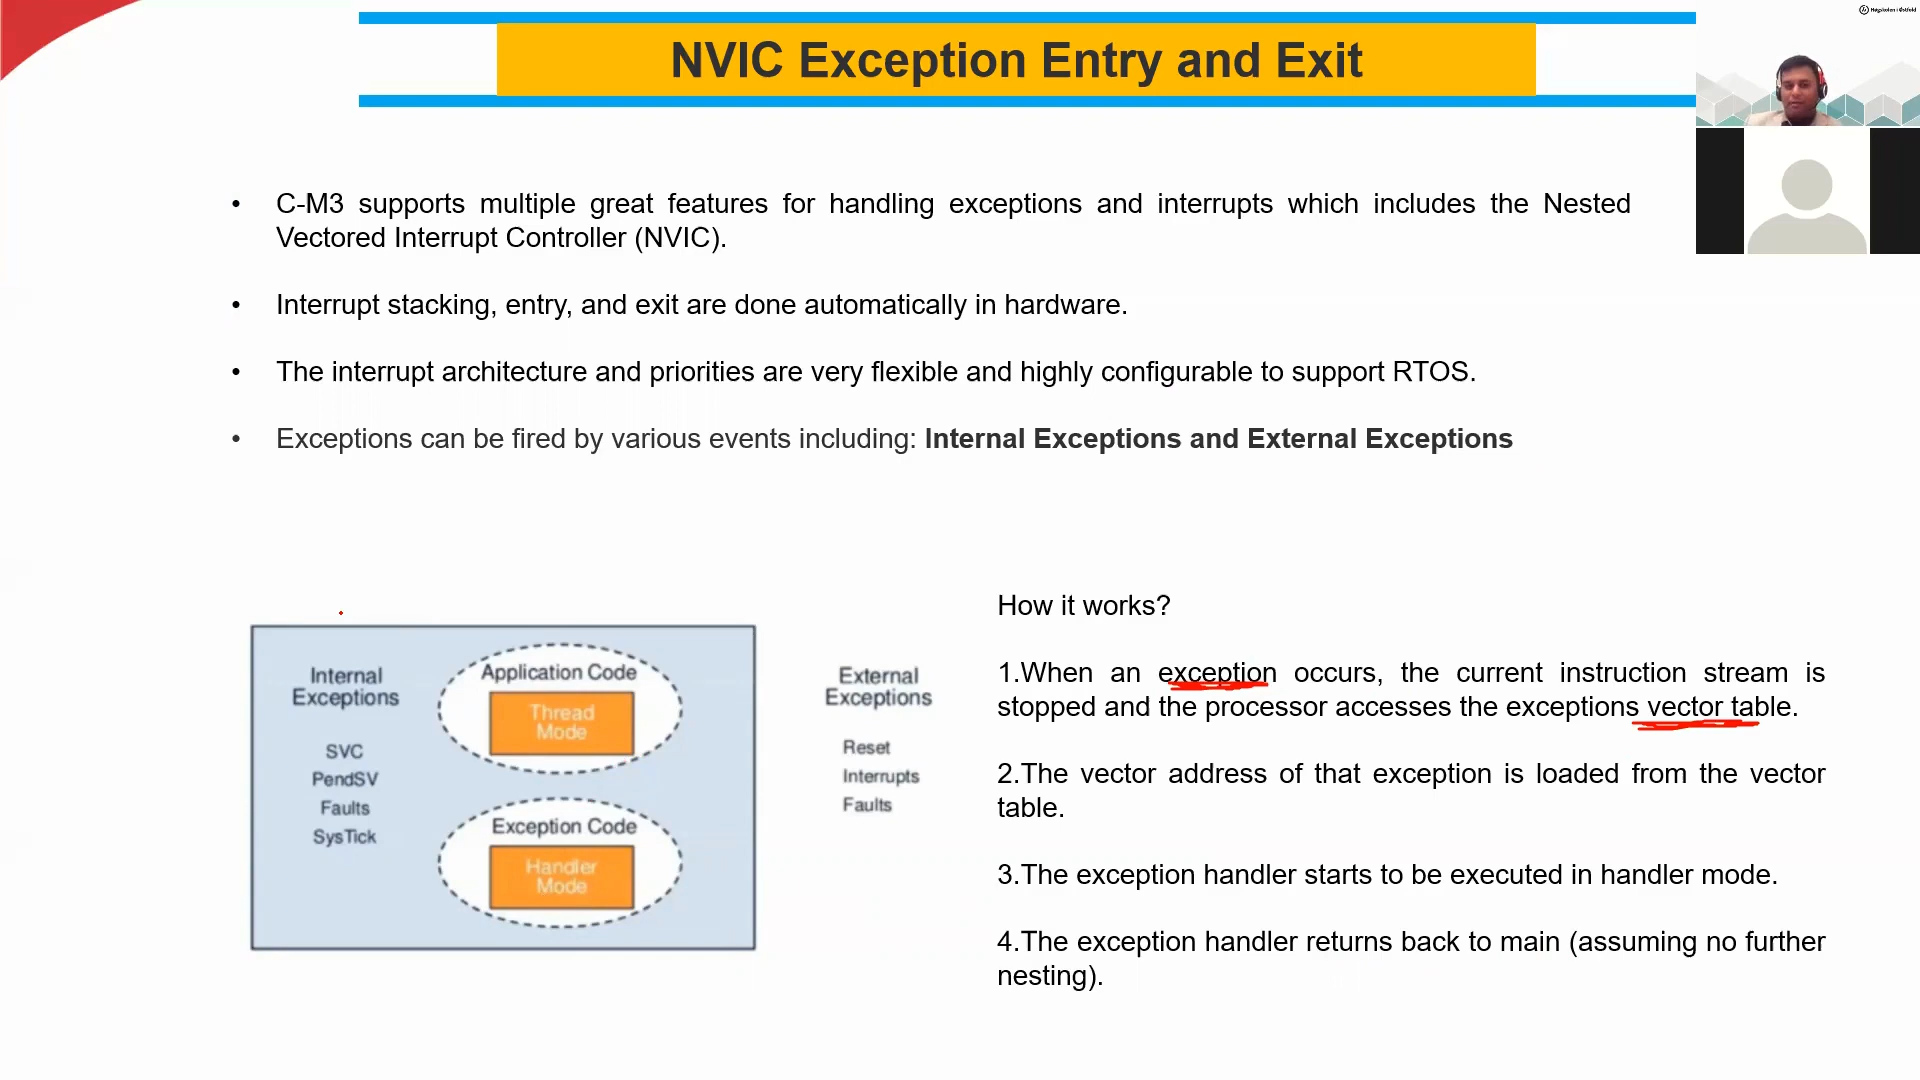 Høgskolen i Østfold
NVIC Exception Entry and Exit
• C-M3 supports multiple great features for handling exceptions and interrupts which includes the Nested
Vectored Interrupt Controller (NVIC).
• Interrupt stacking, entry, and exit are done automatically in hardware.
• The interrupt architecture and priorities are very flexible and highly configurable to support RTOS.
• Exceptions can be fired by various events including: Internal Exceptions and External Exceptions
Internal
Exceptions
SVC
PendSV
Faults
SysTick
Application Code
Thread
Mode
Exception Code
Handler
Mode
External
Exceptions
Reset
Interrupts
Faults
How it works?
1.When an exception occurs, the current instruction stream is
stopped and the processor accesses the exceptions vector table.
2.The vector address of that exception is loaded from the vector
table.
3.The exception handler starts to be executed in handler mode.
4.The exception handler returns back to main (assuming no further
nesting).